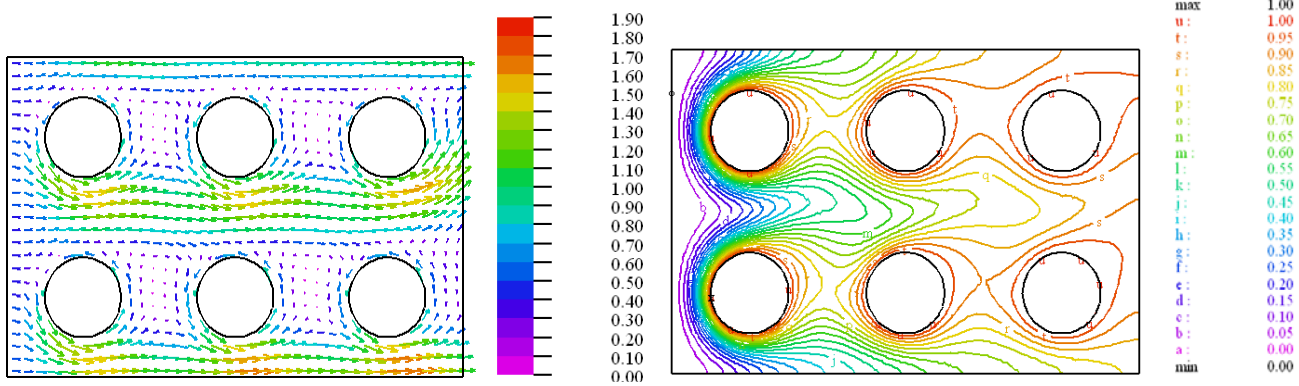 1.90
1.80
1.70
1.60
1.50
1.40
1.30
1.20
1.10
1.00
0.90
0.80
0.70
0.60
0.50
0.40
0.30
0.20
0.10
0.00
max 1.00
u : 1.00
t : 0.95
s : 0.90
r : 0.85
q : 0.80
p : 0.75
o : 0.70
n : 0.65
m : 0.60
l : 0.55
k : 0.50
j : 0.45
i : 0.40
h : 0.35
g : 0.30
f : 0.25
e : 0.20
d : 0.15
c : 0.10
b : 0.05
a : 0.00
min 0.00
u
t
t
q
s
s
m
r
j